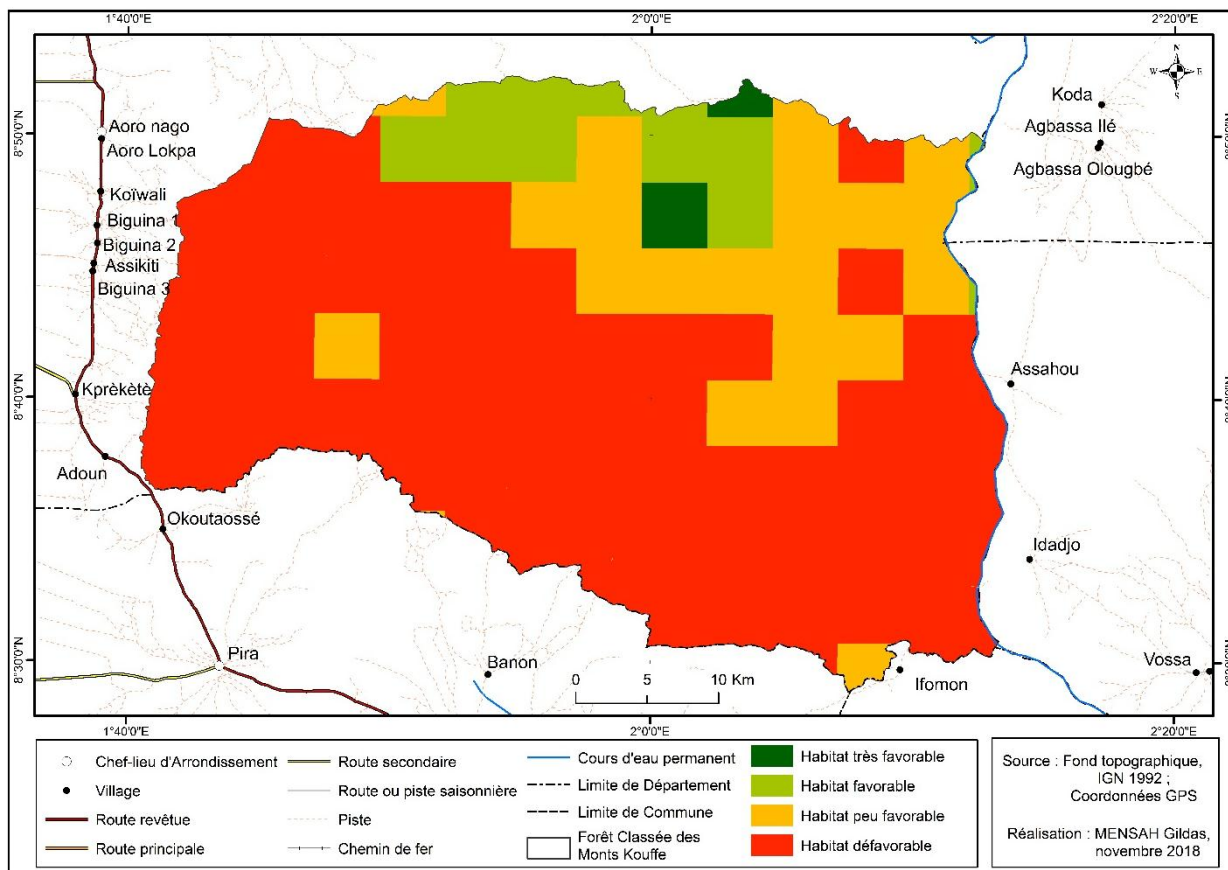 1°40'0"E
2°0'0"E
2°20'0"E
N
W
E
S
8°50'0"N
Koda
Aoro nago
Aoro Lokpa
Agbassa Ilé
Agbassa Olougbé
Koïwali
Biguina 1
Biguina 2
Assikiti
Biguina 3
8°40'0"N
Kprèkètè
Assahou
Adoun
Okoutaossé
Idadjo
8°30'0"N
Pira
Banon
Ifomon
Vossa
0 5 10 Km
1°40'0"E
2°0'0"E
2°20'0"E
Chef-lieu d'Arrondissement
Village
Route revêtue
Route principale
Route secondaire
Route ou piste saisonnière
Piste
Chemin de fer
Cours d'eau permanent
Limite de Département
Limite de Commune
Forêt Classée des
Monts Kouffe
Habitat très favorable
Habitat favorable
Habitat peu favorable
Habitat défavorable
Source : Fond topographique,
IGN 1992 ;
Coordonnées GPS
Réalisation : MENSAH Gildas,
novembre 2018